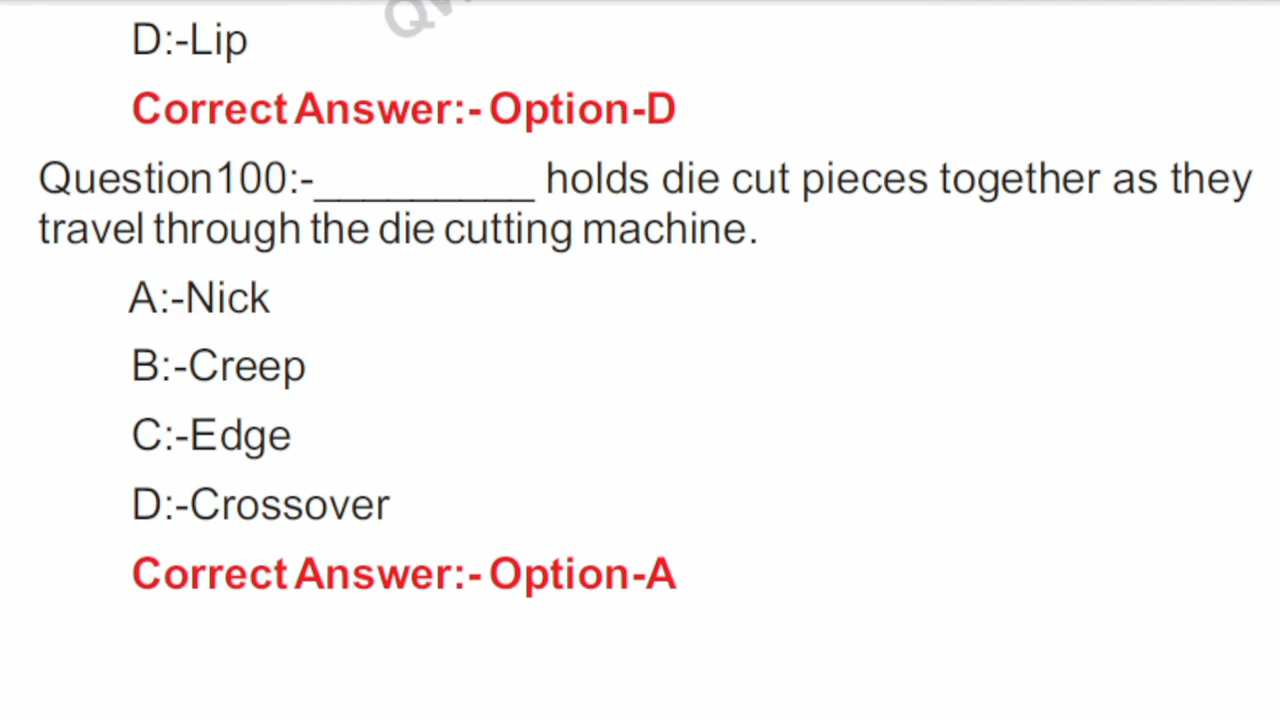 D:-Lip
Correct Answer:- Option-D
Question100:-_________ holds die cut pieces together as they
travel through the die cutting machine.
A:-Nick
B:-Creep
C:-Edge
D:-Crossover
Correct Answer:- Option-A